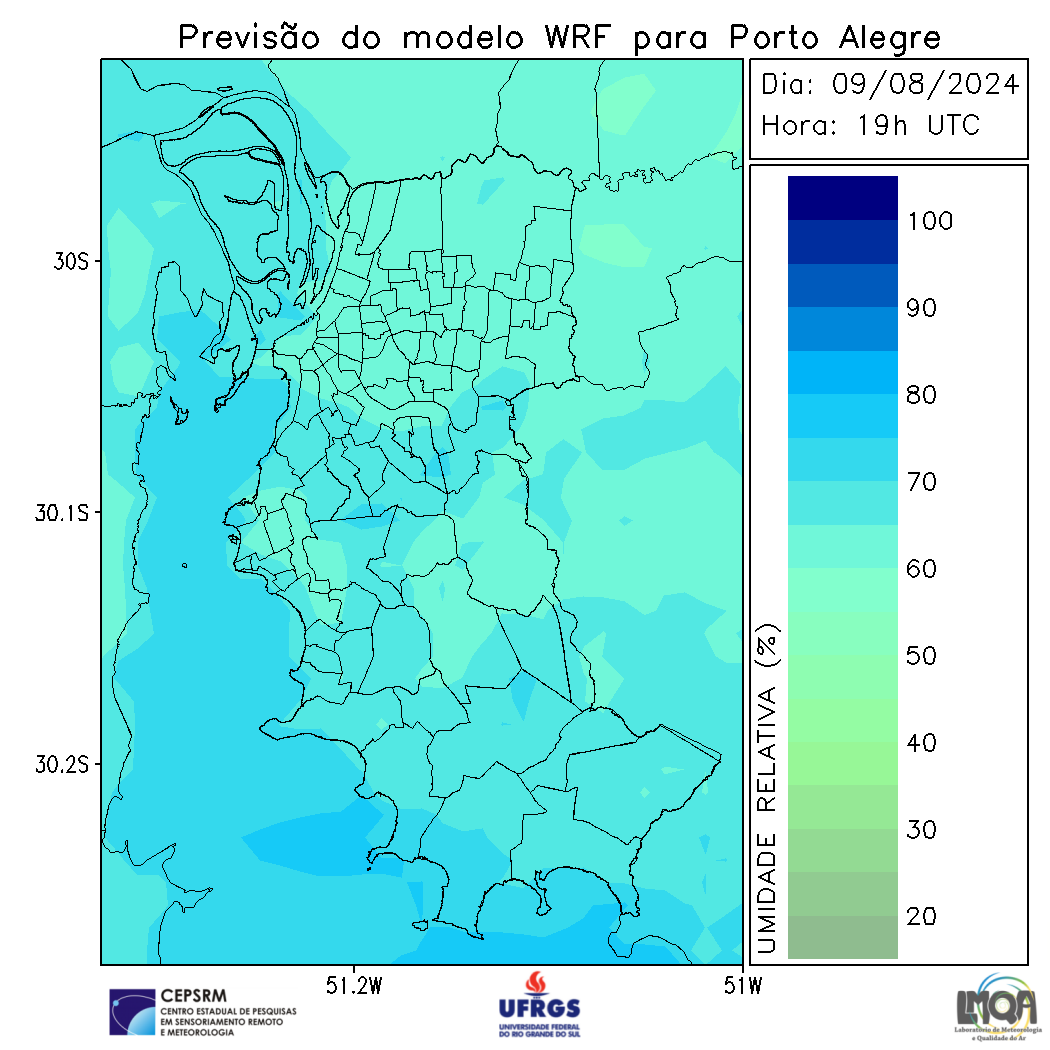 Previsão do modelo WRF para Porto Alegre
Dia: 09/08/2024
Hora: 19h UTC
30S
30.1S
30.2S
51.2W
51W
UMIDADE RELATIVA (%)
100
90
80
70
60
50
40
30
20
CEPSRM
CENTRO ESTADUAL DE PESQUISAS
EM SENSORIAMENTO REMOTO
E METEOROLOGIA
UFRGS
UNIVERSIDADE FEDERAL
DO RIO GRANDE DO SUL
LMQA
Laboratório de Meteorologia
e Qualidade do Ar